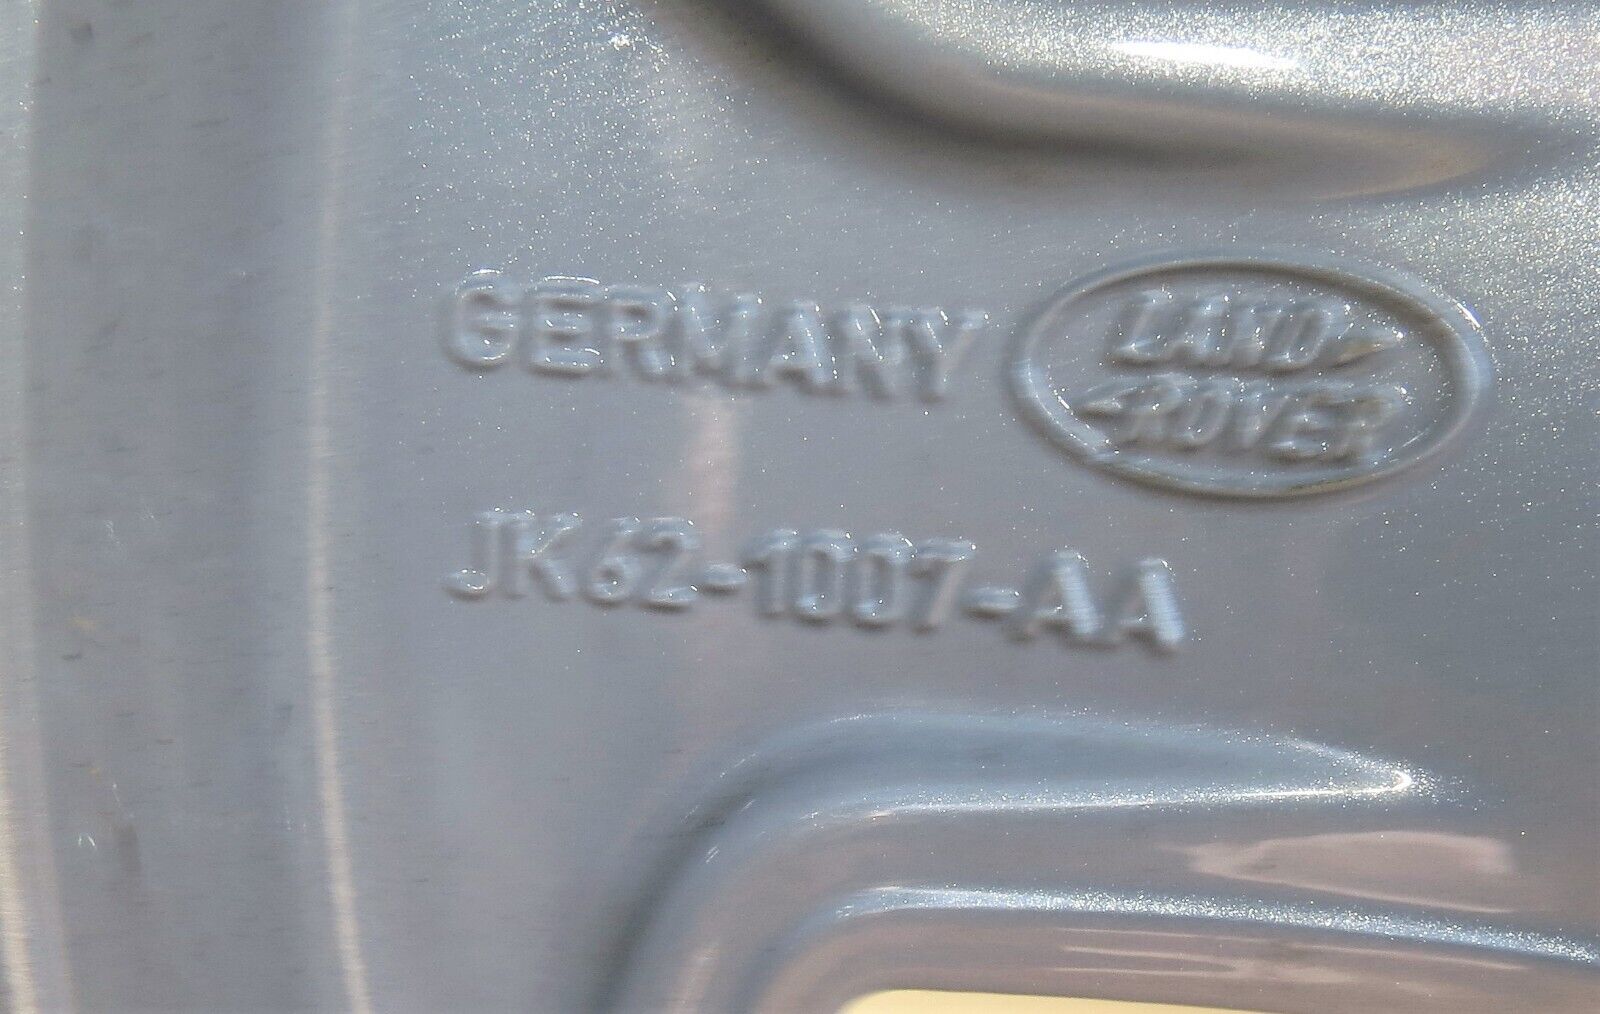 GERMANY
LAND-
-ROVER
JK62-1007-AA